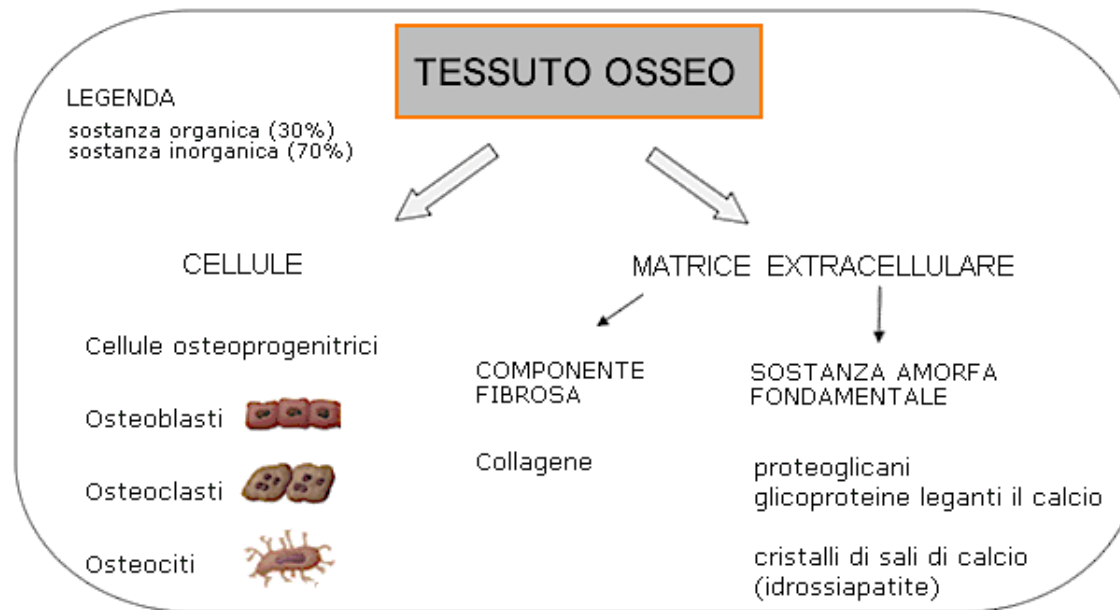 TESSUTO OSSEO
LEGENDA
sostanza organica (30%)
sostanza inorganica (70%)
CELLULE
Cellule osteoprogenitrici
Osteoblasti
Osteoclasti
Osteociti
MATRICE EXTRACELLULARE
COMPONENTE
FIBROSA
Collagene
SOSTANZA AMORFA
FONDAMENTALE
proteoglicani
glicoproteine leganti il calcio
cristalli di sali di calcio
(idrossiapatite)